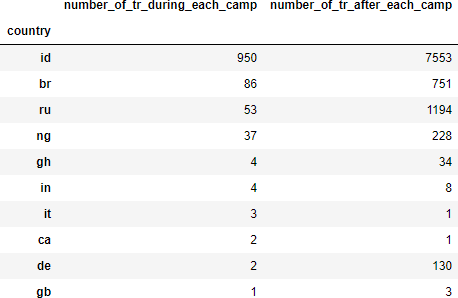 number_of_tr_during_each_camp number_of_tr_after_each_camp
country
id 950 7553
br 86 751
ru 53 1194
ng 37 228
gh 4 34
in 4 8
it 3 1
ca 2 1
de 2 130
gb 1 3